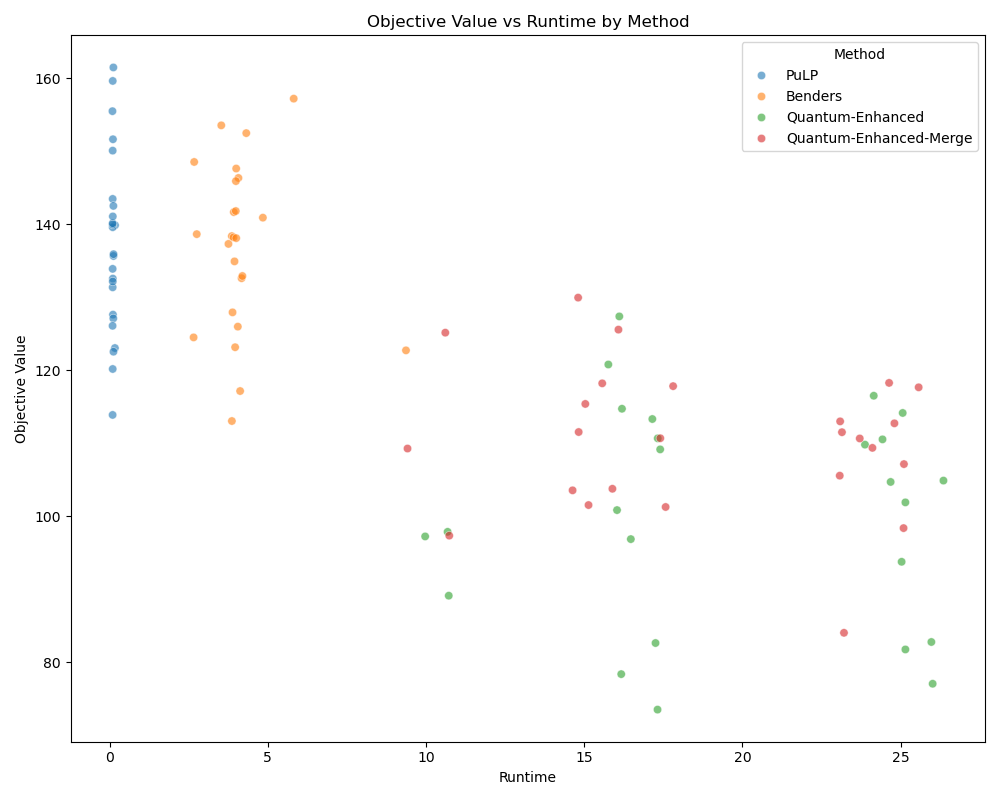 Objective Value vs Runtime by Method
Method
PuLP
Benders
Quantum-Enhanced
Quantum-Enhanced-Merge
Objective Value
160
140
120
100
80
0
5
10
15
20
25
Runtime